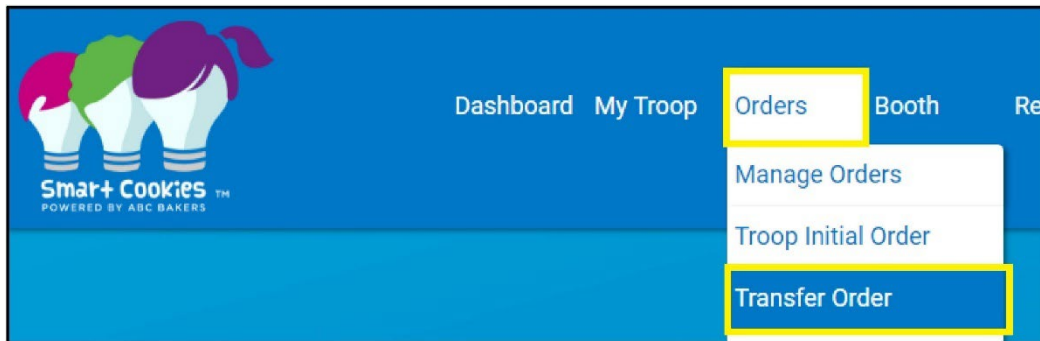 Dashboard My Troop Orders Booth Re
Smart Cookies TM
POWERED BY ABC BAKERS
Manage Orders
Troop Initial Order
Transfer Order